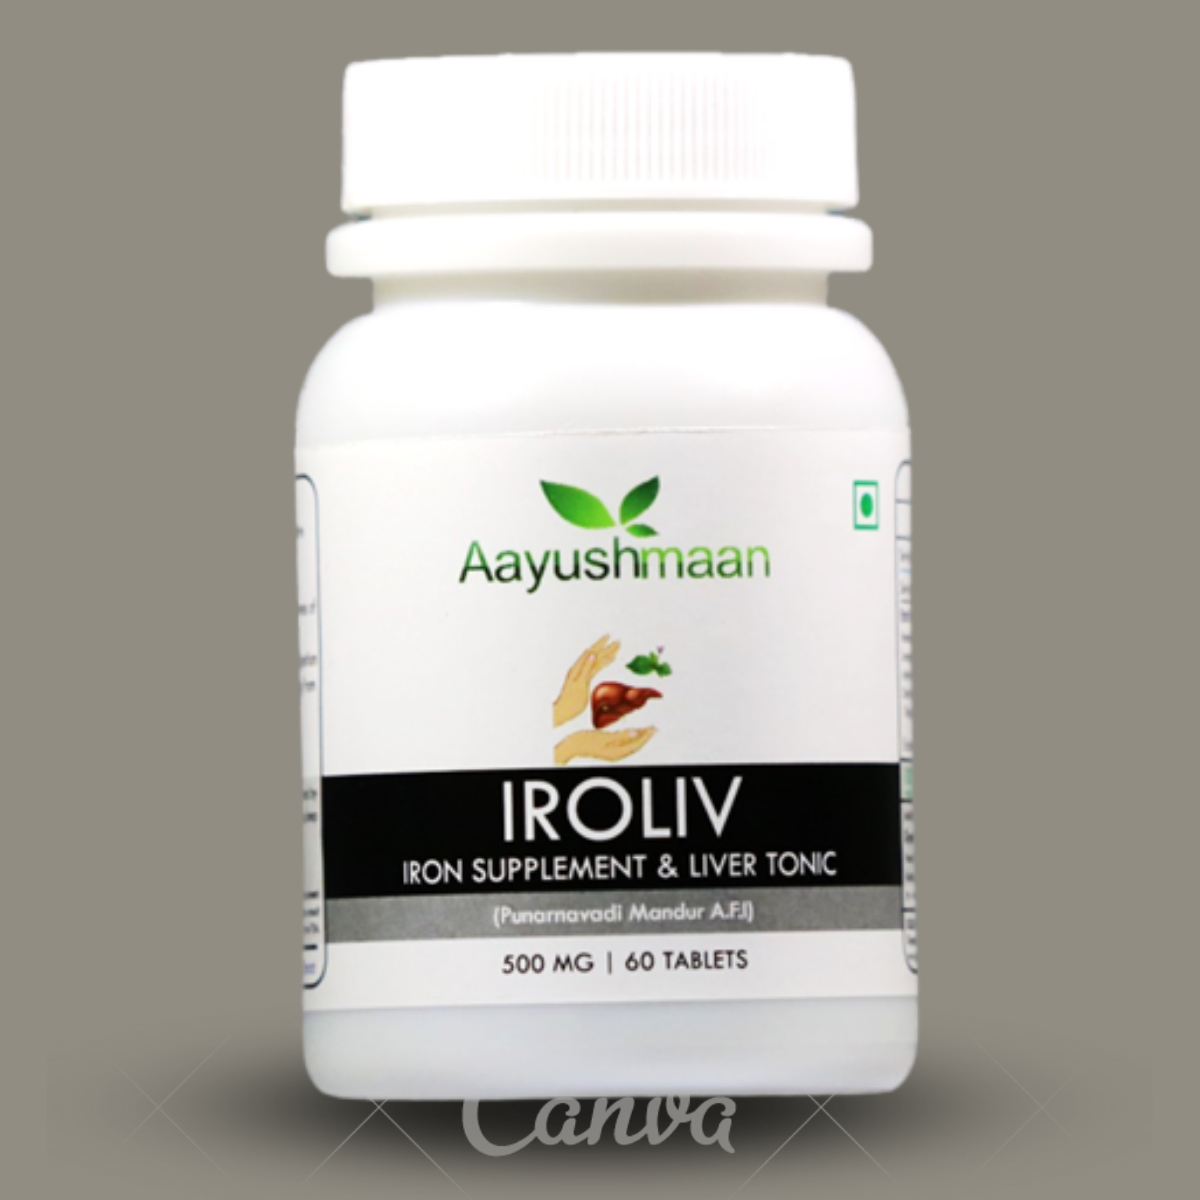 Aayushmaan
IROLIV
IRON SUPPLEMENT & LIVER TONIC
(Punarnavadi Mandur A.F.I)
500 MG | 60 TABLETS
Canva